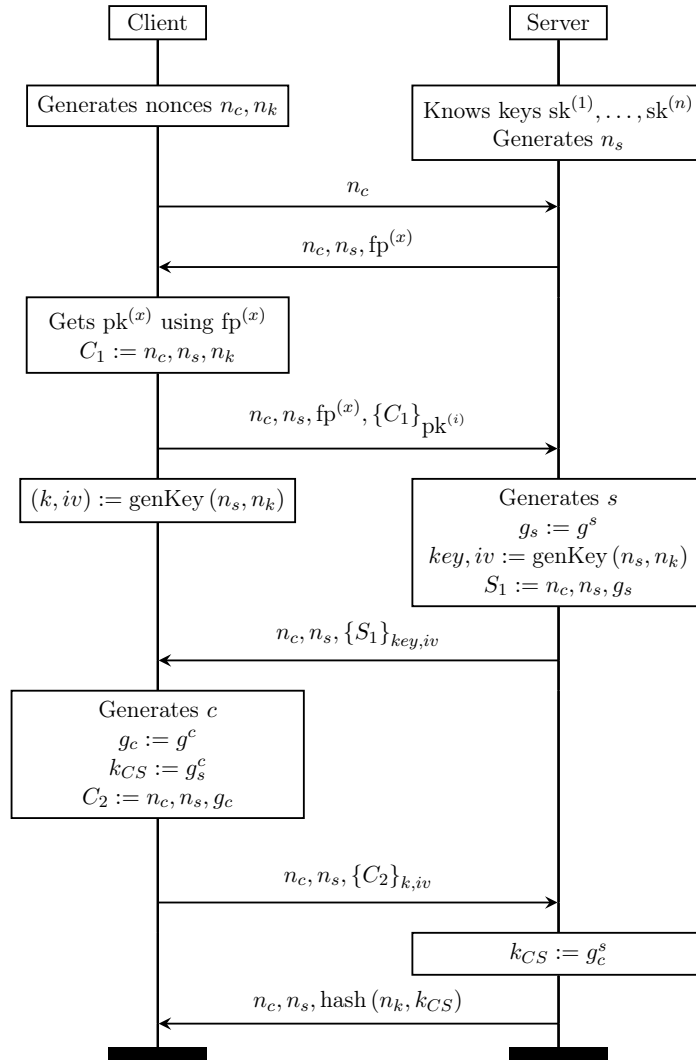 Client
Server
Generates nonces n_c, n_k
Knows keys sk^(1), …, sk^(n)
Generates n_s
n_c
n_c, n_s, fp^(x)
Gets pk^(x) using fp^(x)
C_1 := n_c, n_s, n_k
n_c, n_s, fp^(x), {C_1}_pk^(i)
(k, iv) := genKey (n_s, n_k)
Generates s
g_s := g^s
key, iv := genKey (n_s, n_k)
S_1 := n_c, n_s, g_s
n_c, n_s, {S_1}_key,iv
Generates c
g_c := g^c
k_CS := g_s^c
C_2 := n_c, n_s, g_c
n_c, n_s, {C_2}_k,iv
k_CS := g_c^s
n_c, n_s, hash (n_k, k_CS)